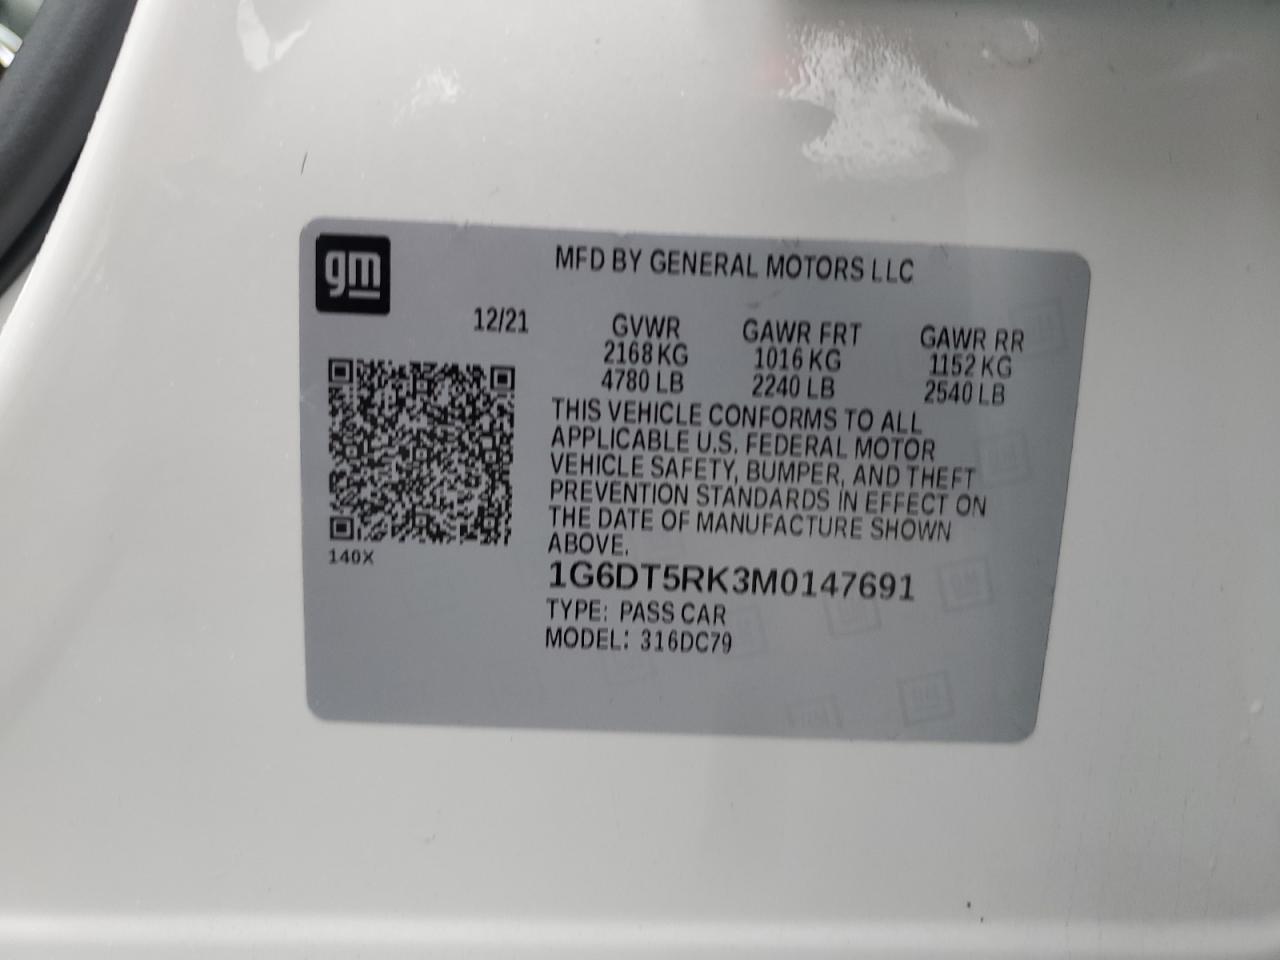 gm
MFD BY GENERAL MOTORS LLC
12/21
GVWR GAWR FRT GAWR RR
2168 KG 1016 KG 1152 KG
4780 LB 2240 LB 2540 LB
THIS VEHICLE CONFORMS TO ALL
APPLICABLE U.S. FEDERAL MOTOR
VEHICLE SAFETY, BUMPER, AND THEFT
PREVENTION STANDARDS IN EFFECT ON
THE DATE OF MANUFACTURE SHOWN
ABOVE.
140X
1G6DT5RK3M0147691
TYPE: PASS CAR
MODEL: 316DC79